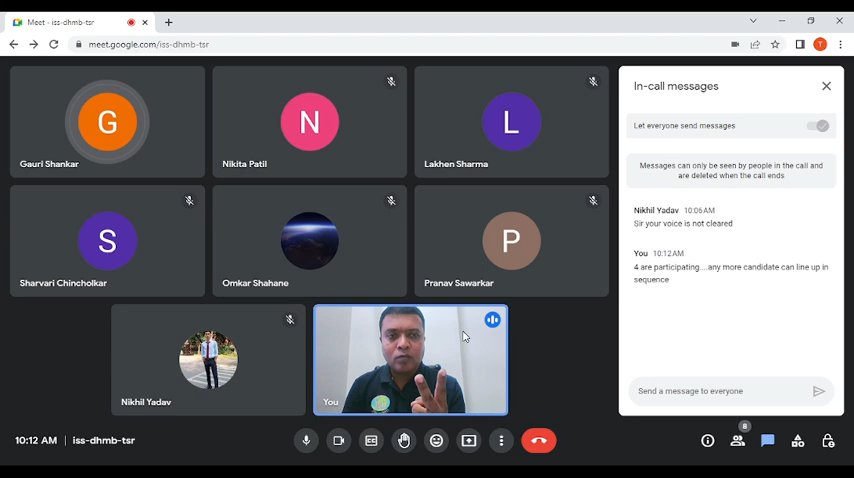 Meet - iss-dhmb-tsr
meet.google.com/iss-dhmb-tsr
T
G
Gauri Shankar
N
Nikita Patil
L
Lakhen Sharma
S
Sharvari Chincholkar
Omkar Shahane
P
Pranav Sawarkar
Nikhil Yadav
You
In-call messages
Let everyone send messages
Messages can only be seen by people in the call and
are deleted when the call ends
Nikhil Yadav 10:06AM
Sir your voice is not cleared
You 10:12AM
4 are participating....any more candidate can line up in
sequence
Send a message to everyone
10:12 AM | iss-dhmb-tsr
CC
8